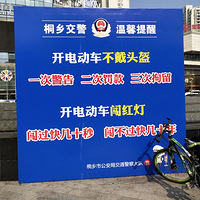 桐乡交警 温馨提醒
开电动车不戴头盔
一次警告 二次罚款 三次拘留
开电动车闯红灯
闯过快几十秒 闯不过快几十年
桐乡市公安局交通警察大队